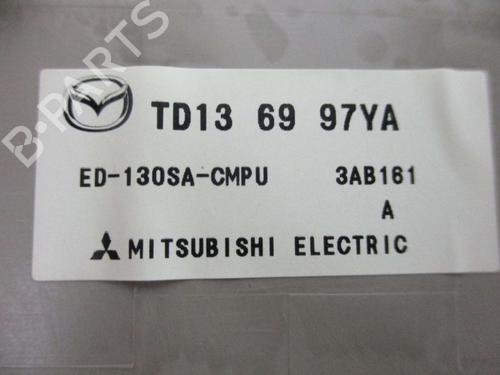 B-PARTS
TD13 69 97YA
ED-130SA-CMPU 3AB161
A
MITSUBISHI ELECTRIC